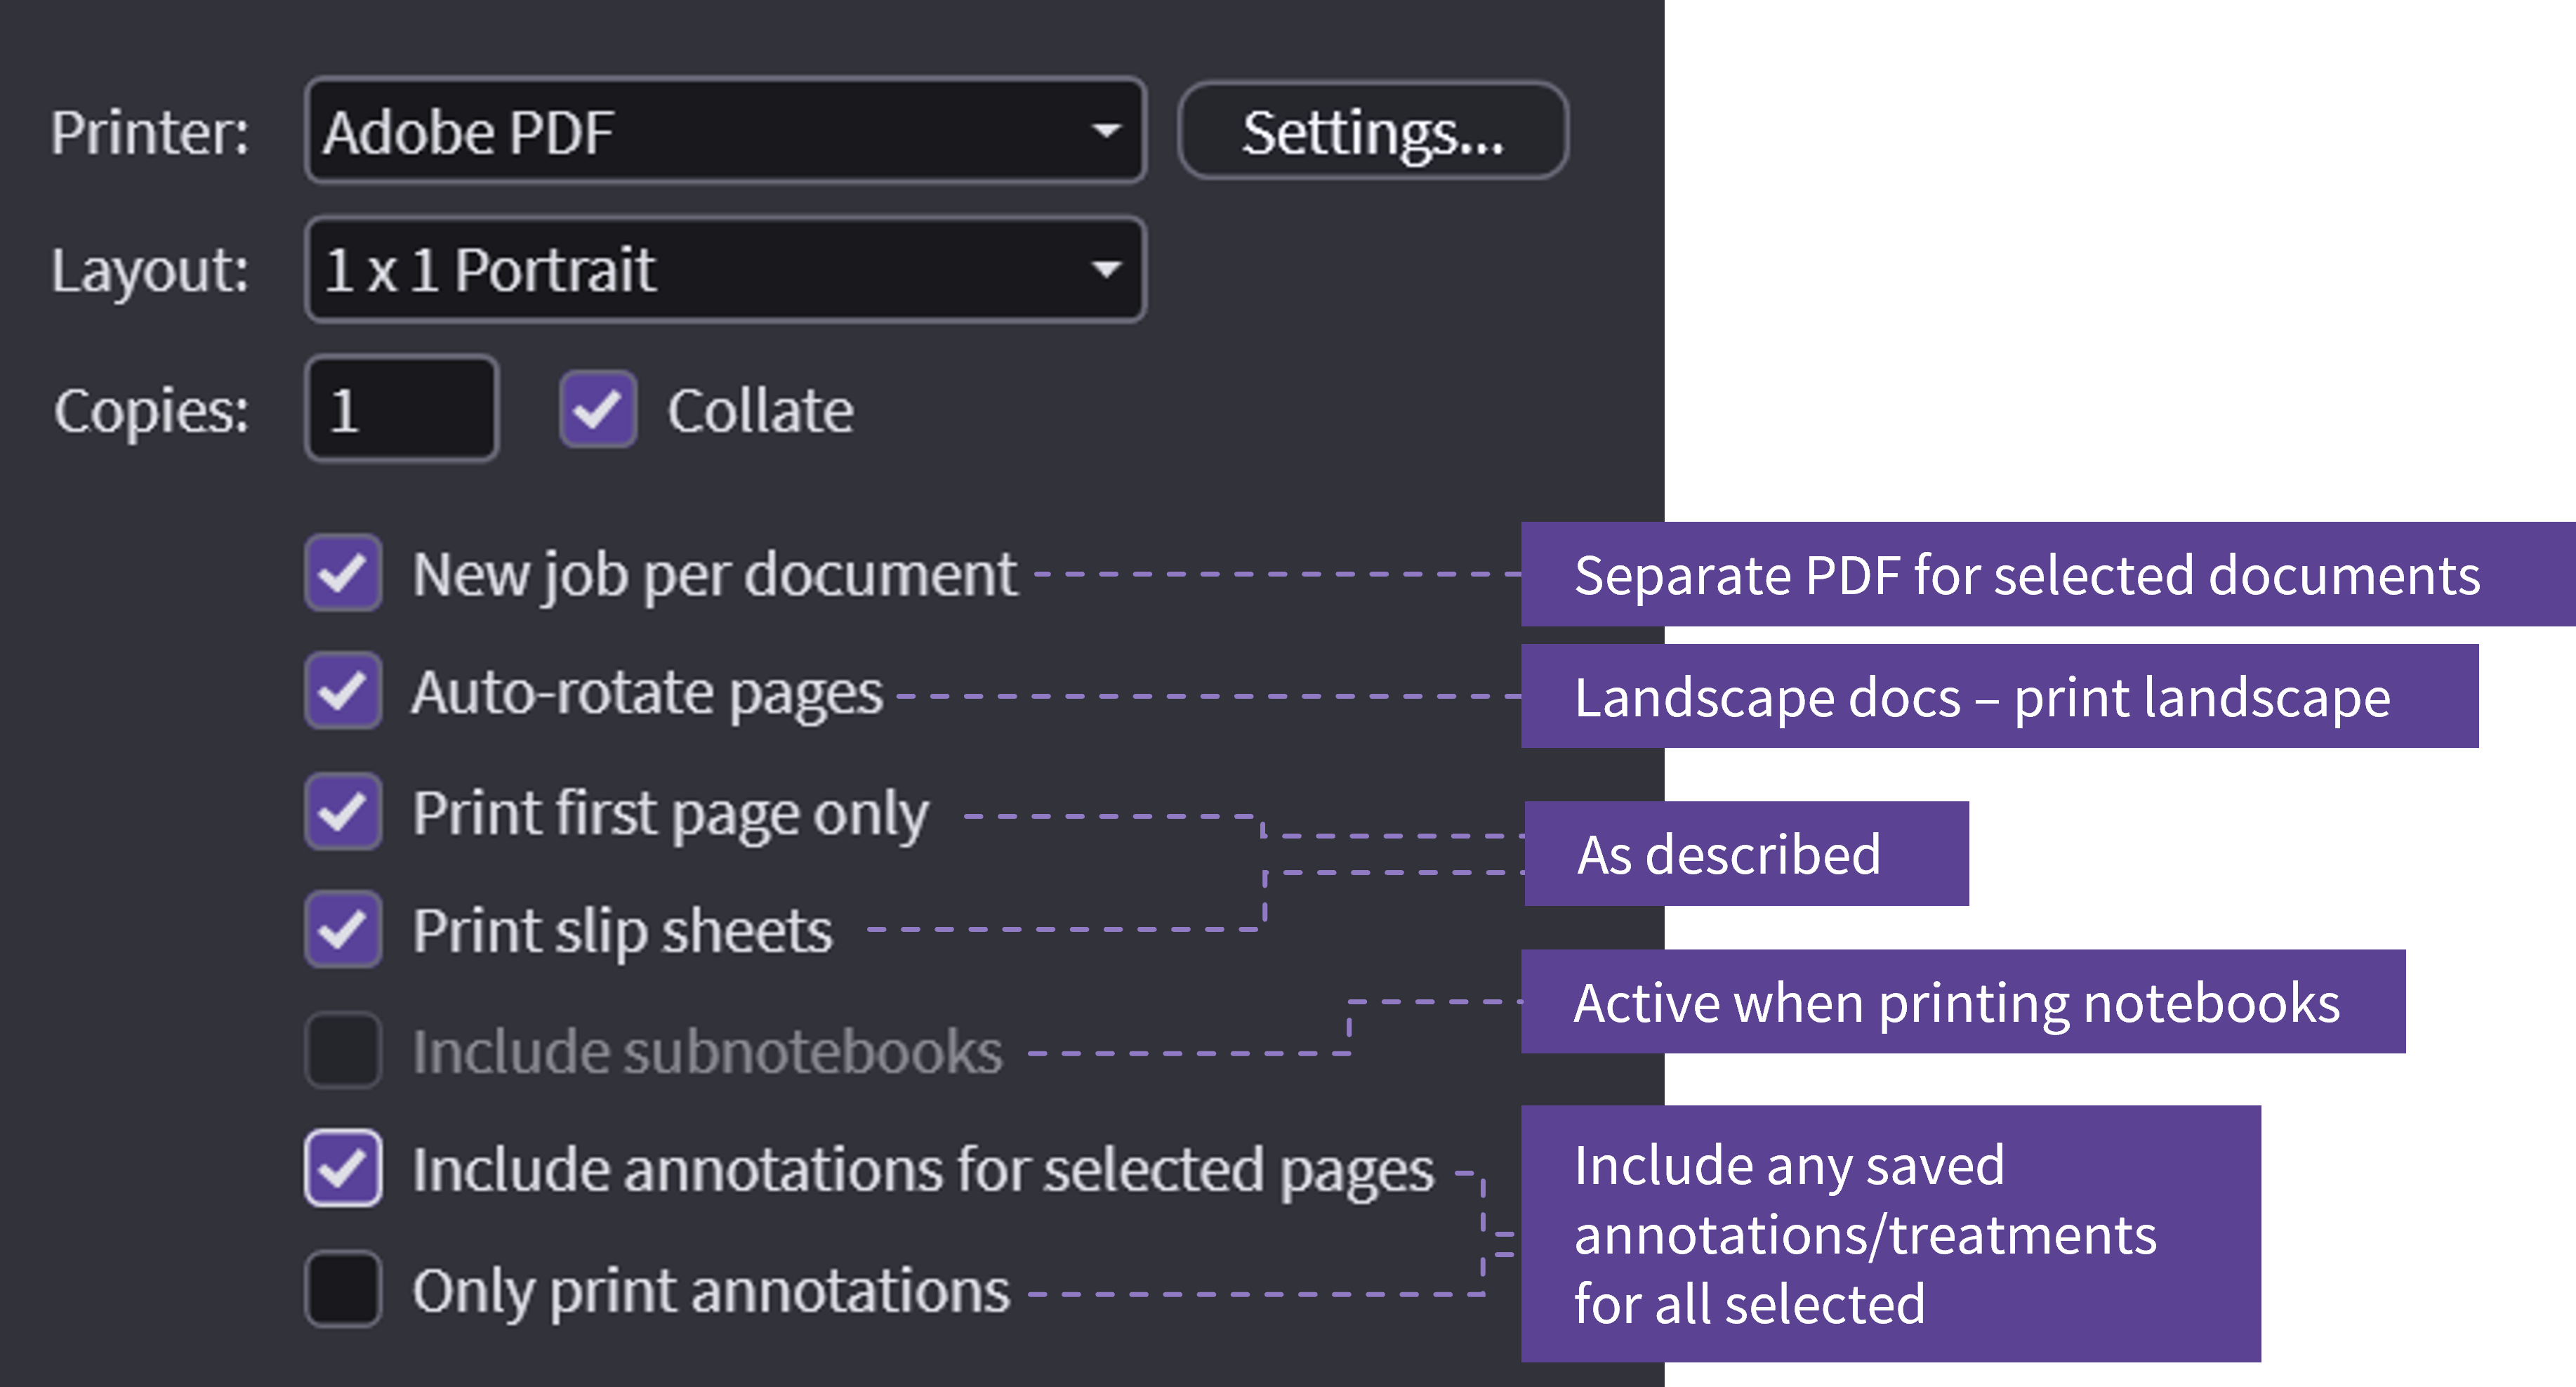 Printer: Adobe PDF Settings...
Layout: 1 x 1 Portrait
Copies: 1 Collate
New job per document Separate PDF for selected documents
Auto-rotate pages Landscape docs – print landscape
Print first page only
As described
Print slip sheets
Active when printing notebooks
Include subnotebooks
Include annotations for selected pages
Include any saved
annotations/treatments
for all selected
Only print annotations